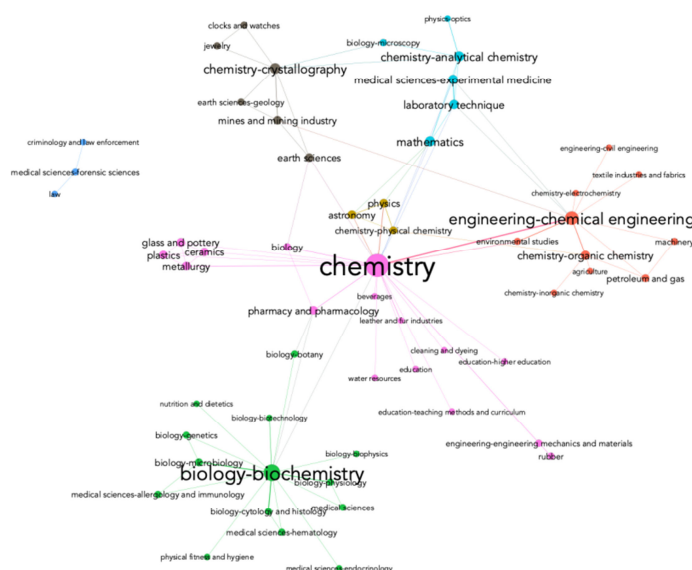 physics-optics
clocks and watches
jewelry
biology-microscopy
chemistry-analytical chemistry
chemistry-crystallography
medical sciences-experimental medicine
earth sciences-geology
laboratory technique
mines and mining industry
criminology and law enforcement
mathematics
engineering-civil engineering
earth sciences
medical sciences-forensic sciences
textile industries and fabrics
law
chemistry-electrochemistry
physics
astronomy
engineering-chemical engineering
chemistry-physical chemistry
glass and pottery
environmental studies
machinery
biology
ceramics
plastics
chemistry-organic chemistry
metallurgy
chemistry
agriculture
petroleum and gas
chemistry-inorganic chemistry
beverages
pharmacy and pharmacology
leather and fur industries
biology-botany
cleaning and dyeing
education-higher education
education
water resources
nutrition and dietetics
education-teaching methods and curriculum
biology-biotechnology
biology-genetics
engineering-engineering mechanics and materials
biology-biophysics
rubber
biology-microbiology
biology-biochemistry
biology-physiology
medical sciences-allergology and immunology
medical sciences
biology-cytology and histology
medical sciences-hematology
physical fitness and hygiene
medical sciences-endocrinology